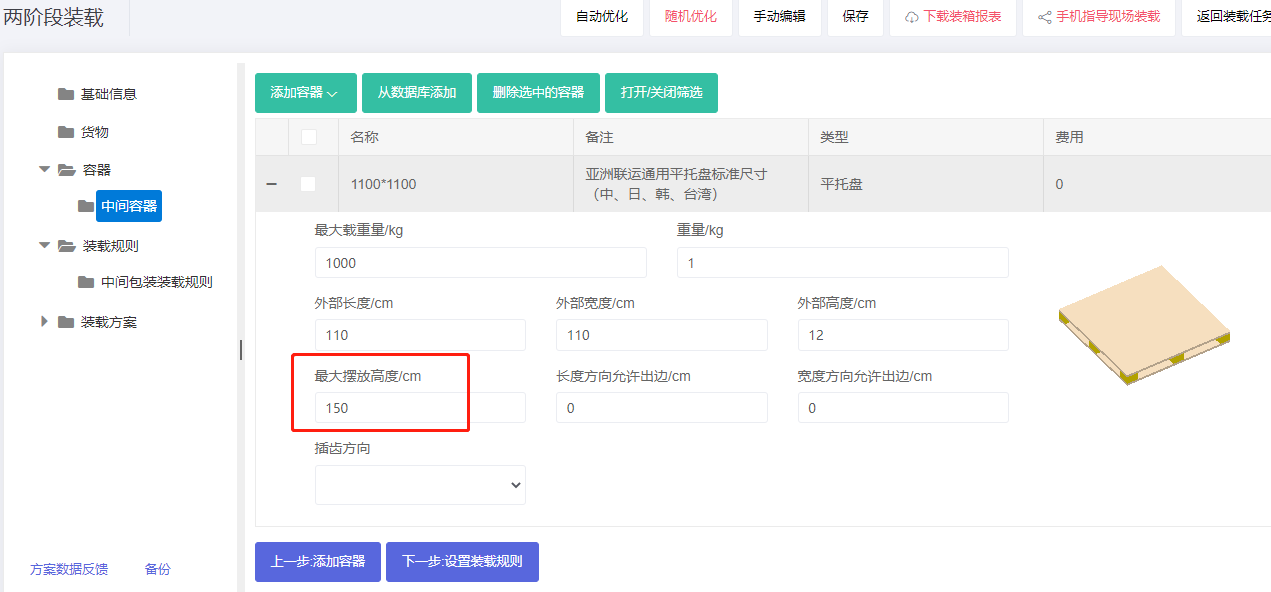 两阶段装载
自动优化
随机优化
手动编辑
保存
下载装箱报表
手机指导现场装载
返回装载任务
基础信息
货物
容器
中间容器
装载规则
中间包装装载规则
装载方案
方案数据反馈
备份
添加容器
从数据库添加
删除选中的容器
打开/关闭筛选
名称
备注
类型
费用
1100*1100
亚洲联运通用平托盘标准尺寸
（中、日、韩、台湾）
平托盘
0
最大载重量/kg
重量/kg
1000
1
外部长度/cm
外部宽度/cm
外部高度/cm
110
110
12
最大摆放高度/cm
长度方向允许出边/cm
宽度方向允许出边/cm
150
0
0
插齿方向
上一步:添加容器
下一步:设置装载规则